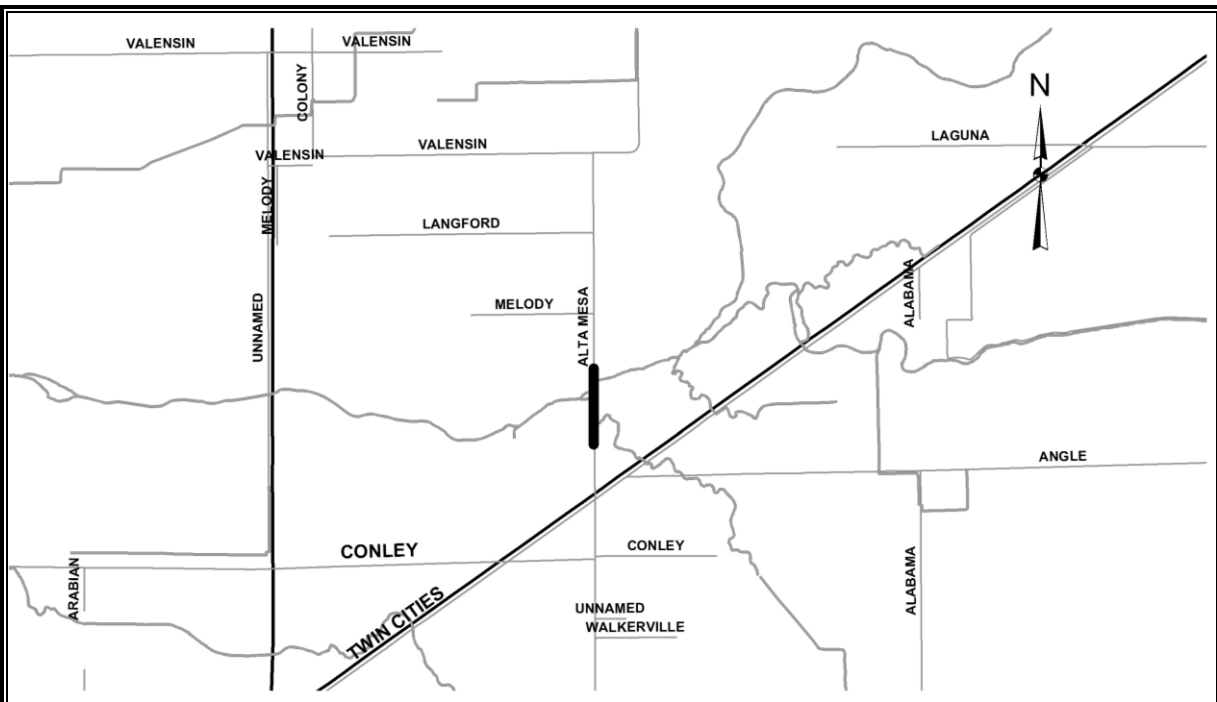 VALENSIN
VALENSIN
COLONY
N
LAGUNA
VALENSIN
VALENSIN
MELODY
LANGFORD
ALABAMA
MELODY
ALTA MESA
UNNAMED
ANGLE
CONLEY
CONLEY
ARABIAN
ALABAMA
TWIN CITIES
UNNAMED
WALKERVILLE